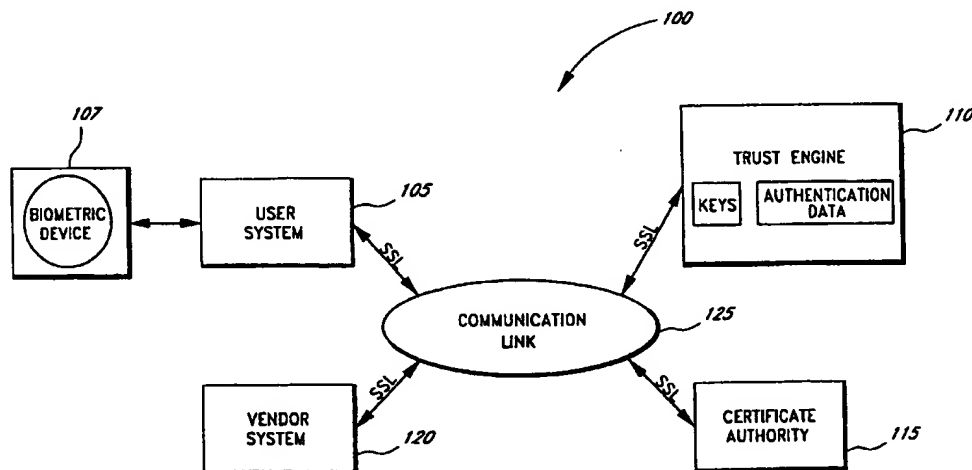 100
107
110
TRUST ENGINE
KEYS
AUTHENTICATION
DATA
BIOMETRIC
DEVICE
USER
SYSTEM
105
SSL
SSL
COMMUNICATION
LINK
125
SSL
SSL
VENDOR
SYSTEM
120
CERTIFICATE
AUTHORITY
115